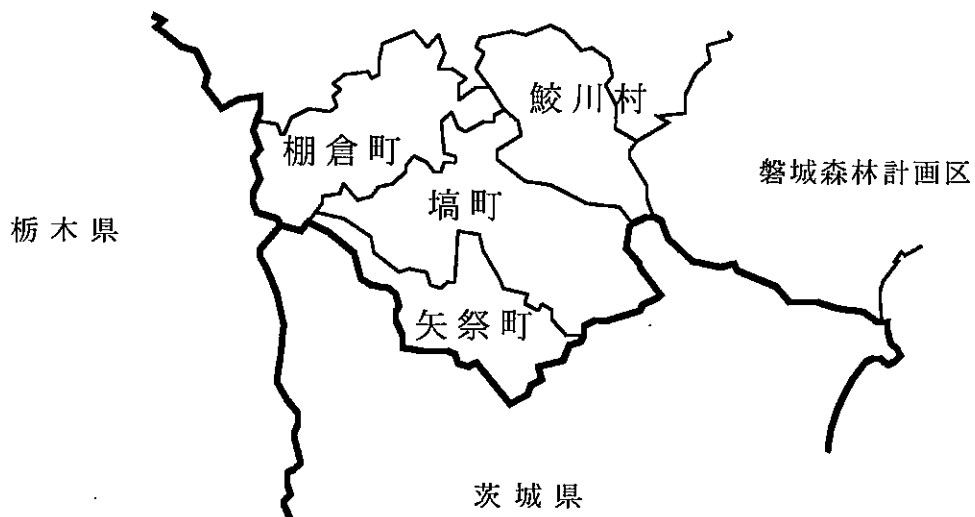 鮫川村
棚倉町
磐城森林計画区
塙町
栃木県
矢祭町
茨城県